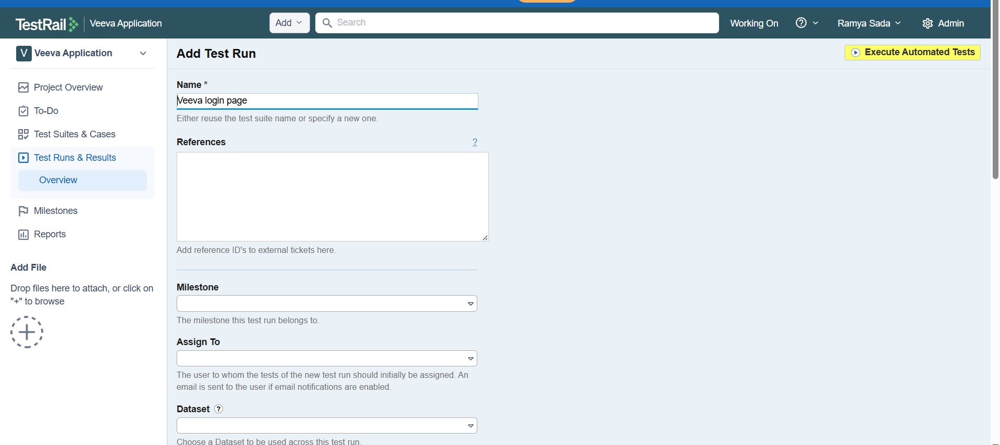 TestRail Veeva Application Add Search Working On ? Ramya Sada Admin
V Veeva Application
Project Overview
To-Do
Test Suites & Cases
Test Runs & Results
Overview
Milestones
Reports
Add File
Drop files here to attach, or click on
"+" to browse
Add Test Run
Execute Automated Tests
Name *
Veeva login page
Either reuse the test suite name or specify a new one.
References ?
Add reference ID's to external tickets here.
Milestone
The milestone this test run belongs to.
Assign To
The user to whom the tests of the new test run should initially be assigned. An
email is sent to the user if email notifications are enabled.
Dataset ?
Choose a Dataset to be used across this test run.